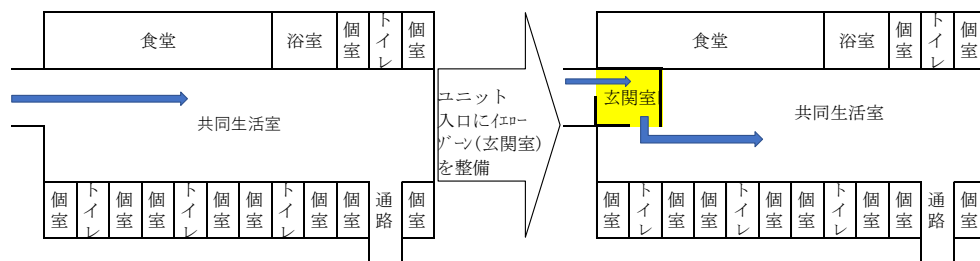 食堂
浴室
個室
トイレ
個室
共同生活室
個室
トイレ
個室
個室
トイレ
個室
個室
トイレ
個室
個室
通路
個室
ユニット
入口にｲｴﾛｰ
ｿﾞｰﾝ(玄関室)
を整備
食堂
浴室
個室
トイレ
個室
玄関室
共同生活室
個室
トイレ
個室
個室
トイレ
個室
個室
トイレ
個室
個室
通路
個室